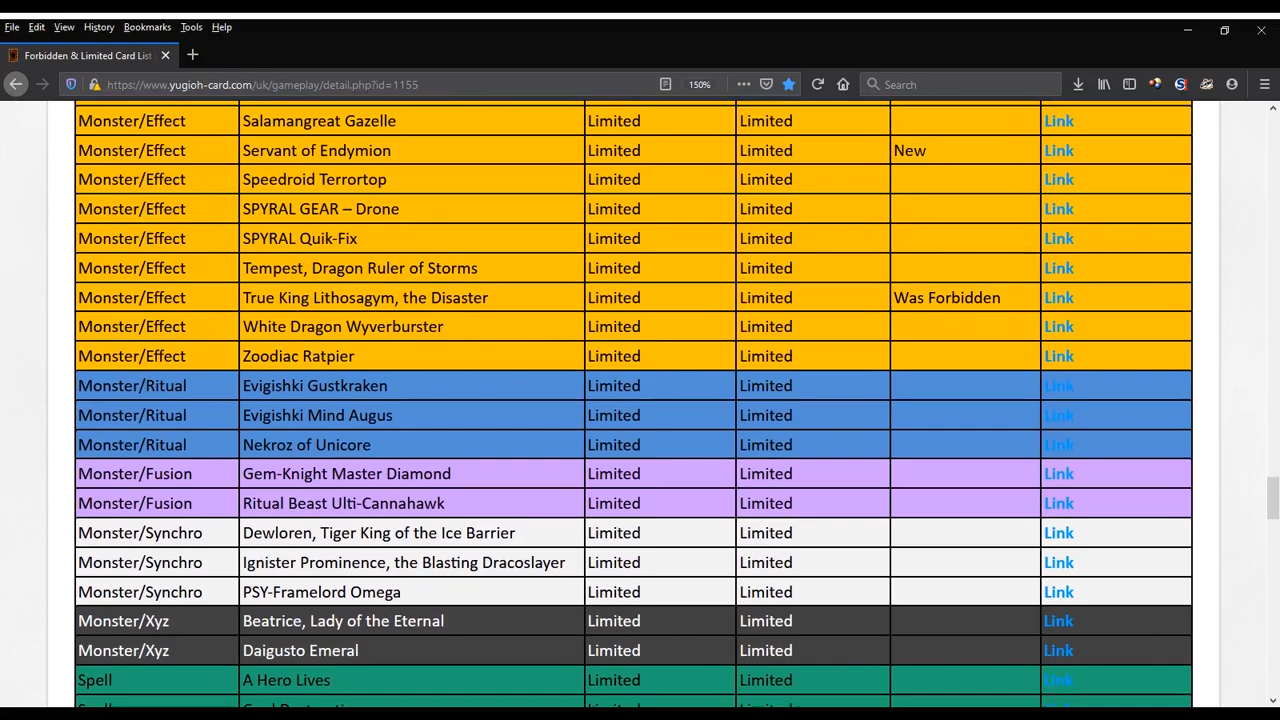 File Edit View History Bookmarks Tools Help
Forbidden & Limited Card List
https://www.yugioh-card.com/uk/gameplay/detail.php?id=1155 150% Search
Monster/Effect Salamangreat Gazelle Limited Limited Link
Monster/Effect Servant of Endymion Limited Limited New Link
Monster/Effect Speedroid Terrortop Limited Limited Link
Monster/Effect SPYRAL GEAR – Drone Limited Limited Link
Monster/Effect SPYRAL Quik-Fix Limited Limited Link
Monster/Effect Tempest, Dragon Ruler of Storms Limited Limited Link
Monster/Effect True King Lithosagym, the Disaster Limited Limited Was Forbidden Link
Monster/Effect White Dragon Wyverburster Limited Limited Link
Monster/Effect Zoodiac Ratpier Limited Limited Link
Monster/Ritual Evigishki Gustkraken Limited Limited Link
Monster/Ritual Evigishki Mind Augus Limited Limited Link
Monster/Ritual Nekroz of Unicore Limited Limited Link
Monster/Fusion Gem-Knight Master Diamond Limited Limited Link
Monster/Fusion Ritual Beast Ulti-Cannahawk Limited Limited Link
Monster/Synchro Dewloren, Tiger King of the Ice Barrier Limited Limited Link
Monster/Synchro Ignister Prominence, the Blasting Dracoslayer Limited Limited Link
Monster/Synchro PSY-Framelord Omega Limited Limited Link
Monster/Xyz Beatrice, Lady of the Eternal Limited Limited Link
Monster/Xyz Daigusto Emeral Limited Limited Link
Spell A Hero Lives Limited Limited Link